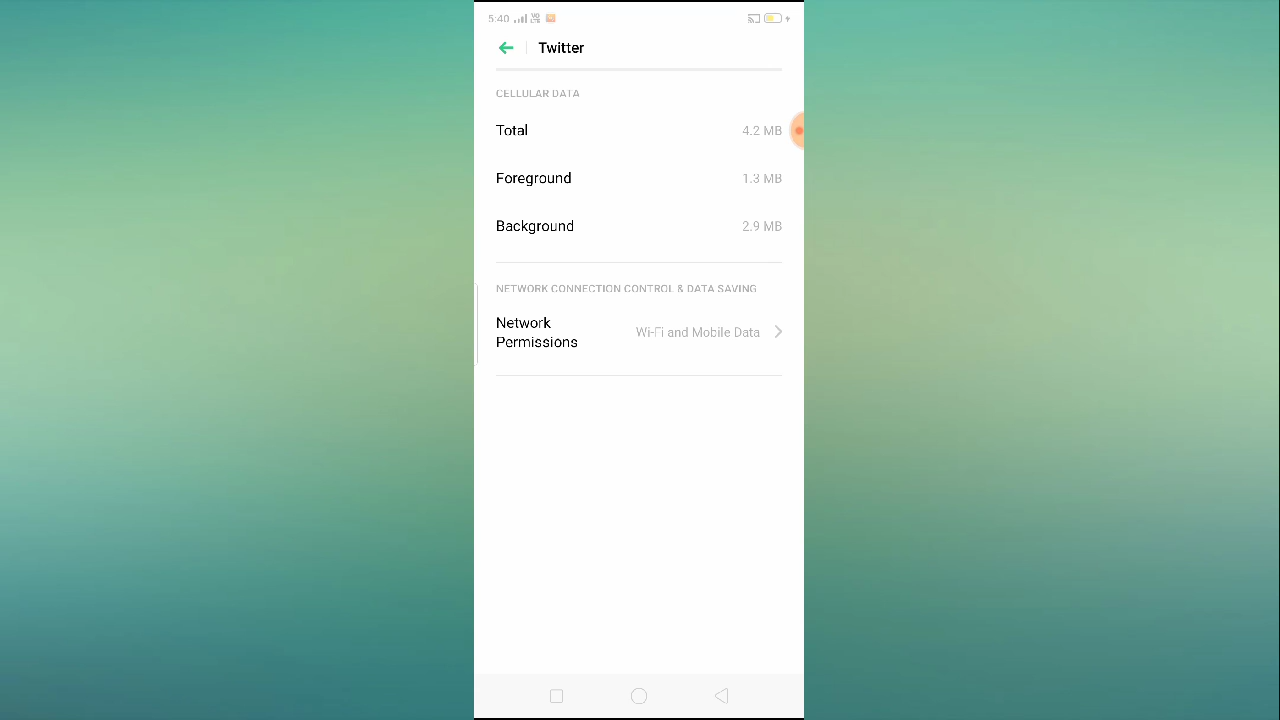 5:40
Twitter
CELLULAR DATA
Total 4.2 MB
Foreground 1.3 MB
Background 2.9 MB
NETWORK CONNECTION CONTROL & DATA SAVING
Network
Permissions
Wi-Fi and Mobile Data